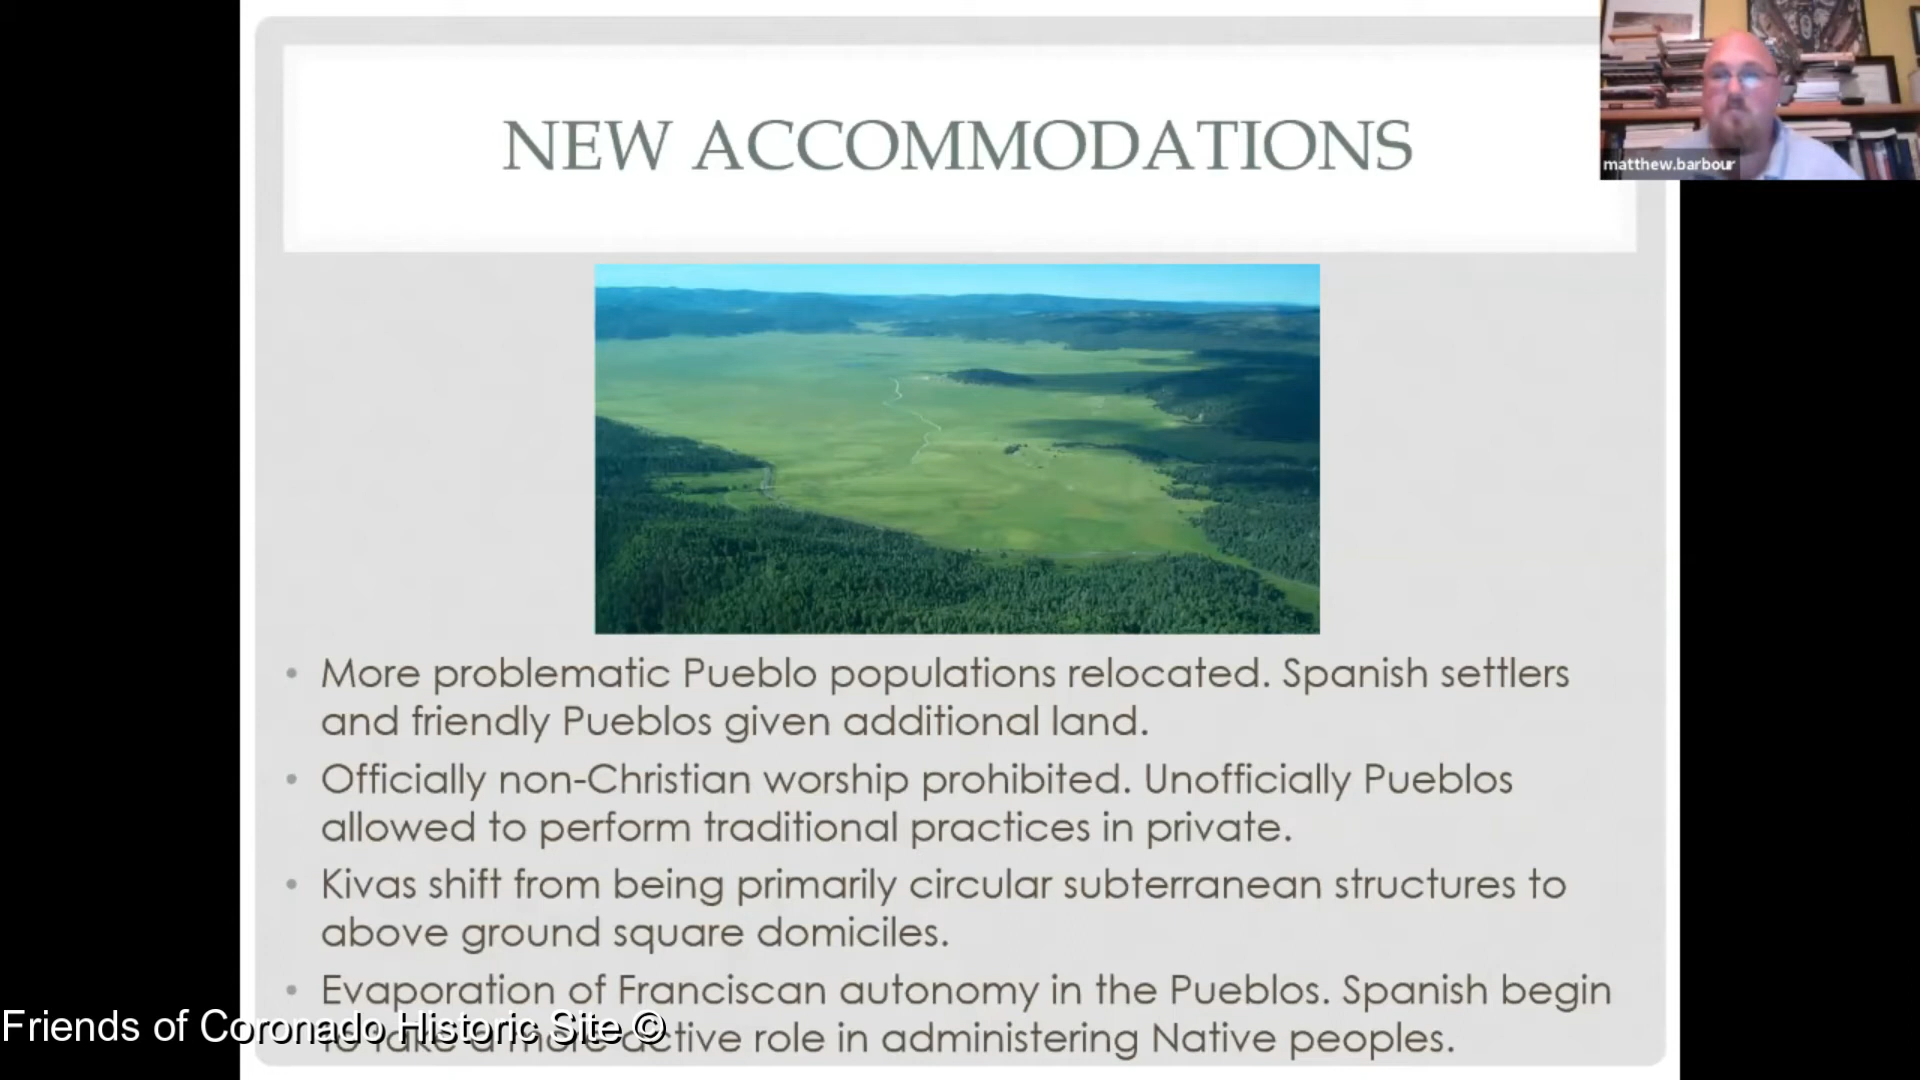 NEW ACCOMMODATIONS
matthew.barbour
• More problematic Pueblo populations relocated. Spanish settlers
and friendly Pueblos given additional land.
• Officially non-Christian worship prohibited. Unofficially Pueblos
allowed to perform traditional practices in private.
• Kivas shift from being primarily circular subterranean structures to
above ground square domiciles.
• Evaporation of Franciscan autonomy in the Pueblos. Spanish begin
to take a more active role in administering Native peoples.
Friends of Coronado Historic Site ©